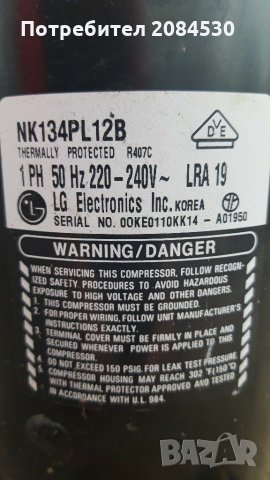 Потребител 2084530
NK134PL12B
THERMALLY PROTECTED R407C
1 PH 50 Hz 220-240V~ LRA 19
LG Electronics Inc. KOREA
SERIAL NO. 00KE0110KK14 - A01950
VDE
WARNING/DANGER
WHEN SERVICING THIS COMPRESSOR, FOLLOW RECOGN-
IZED SAFETY PROCEDURES TO AVOID HAZARDOUS
EXPOSURE TO HIGH VOLTAGE AND OTHER DANGERS.
1. THIS COMPRESSOR MUST BE GROUNDED.
2. FOR PROPER WIRING, FOLLOW UNIT MANUFACTURER'S
INSTRUCTIONS EXACTLY.
3. TERMINAL COVER MUST BE FIRMLY IN PLACE AND
SECURED WHENEVER POWER IS APPLIED TO THIS
COMPRESSOR.
4. DO NOT EXCEED 150 PSIG. FOR LEAK TEST PRESSURE
5. COMPRESSOR HOUSING MAY REACH 302 °F(150℃)
WITH THERMAL PROTECTOR APPROVED AND TESTED
IN ACCORDANCE WITH U.L 984.
BAZAR